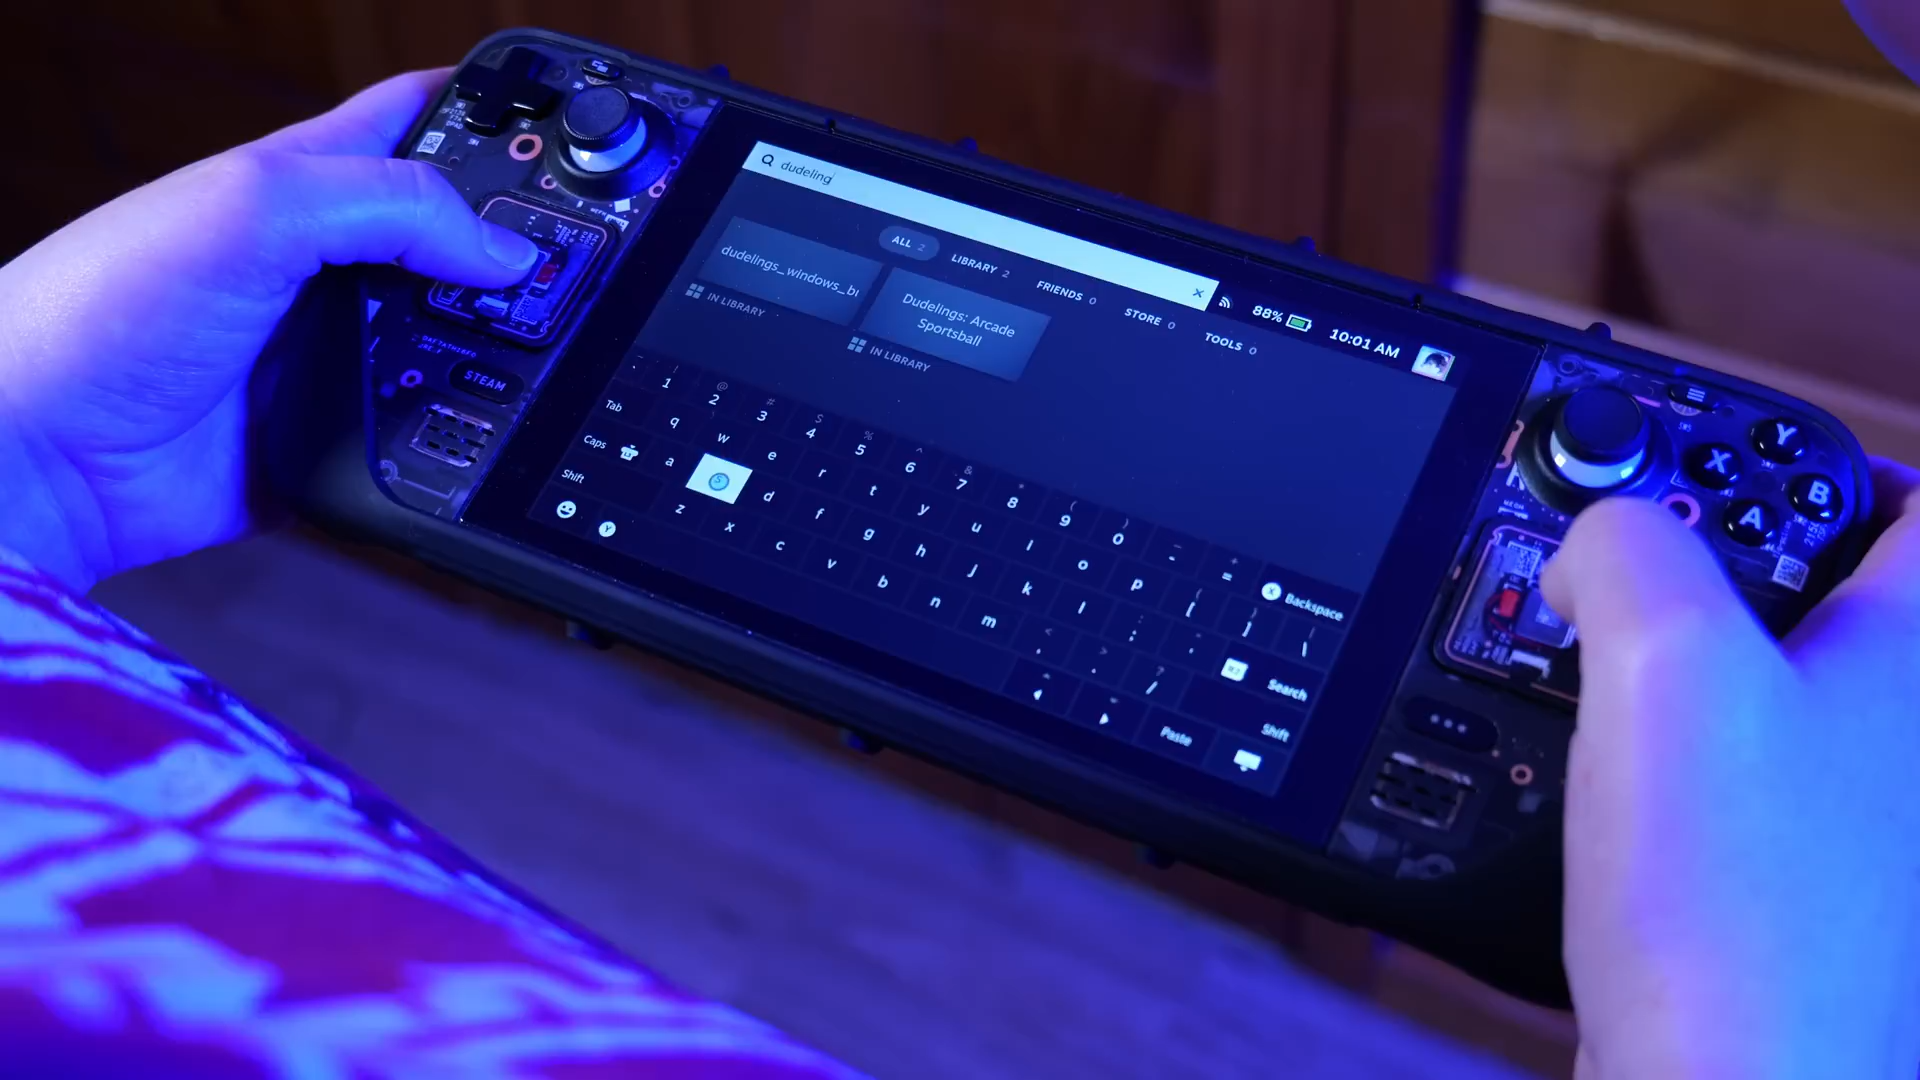 dudeling
88%
10:01 AM
ALL 2
LIBRARY 2
FRIENDS 0
STORE 0
TOOLS 0
dudelings_windows_b
IN LIBRARY
Dudelings: Arcade
Sportsball
IN LIBRARY
1 2 3 4 5 6 7 8 9 0 - = Backspace
Tab q w e r t y u i o p [ ] \
Caps a s d f g h j k l ; ' Search
Shift z x c v b n m , . / Shift
Y Paste
DPAD
STEAM
Y
X
B
A